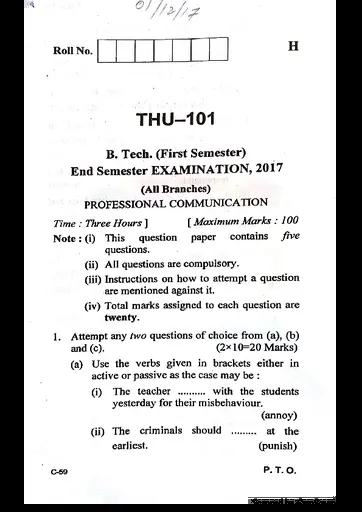 01/12/17
Roll No.
H
THU–101
B. Tech. (First Semester)
End Semester EXAMINATION, 2017
(All Branches)
PROFESSIONAL COMMUNICATION
Time : Three Hours ] [ Maximum Marks : 100
Note : (i) This question paper contains five
questions.
(ii) All questions are compulsory.
(iii) Instructions on how to attempt a question
are mentioned against it.
(iv) Total marks assigned to each question are
twenty.
1. Attempt any two questions of choice from (a), (b)
and (c). (2×10=20 Marks)
(a) Use the verbs given in brackets either in
active or passive as the case may be :
(i) The teacher .......... with the students
yesterday for their misbehaviour.
(annoy)
(ii) The criminals should ......... at the
earliest. (punish)
C-59 P. T. O.